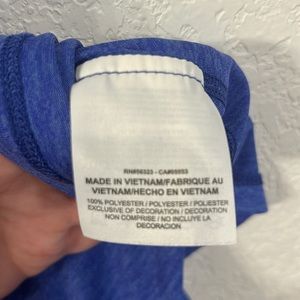 RN#56323 - CA#05553
MADE IN VIETNAM/FABRIQUE AU
VIETNAM/HECHO EN VIETNAM
100% POLYESTER / POLYESTER
EXCLUSIVE OF DECORATION / DECORATION
NON COMPRISE / NO INCLUYE LA
DECORACION